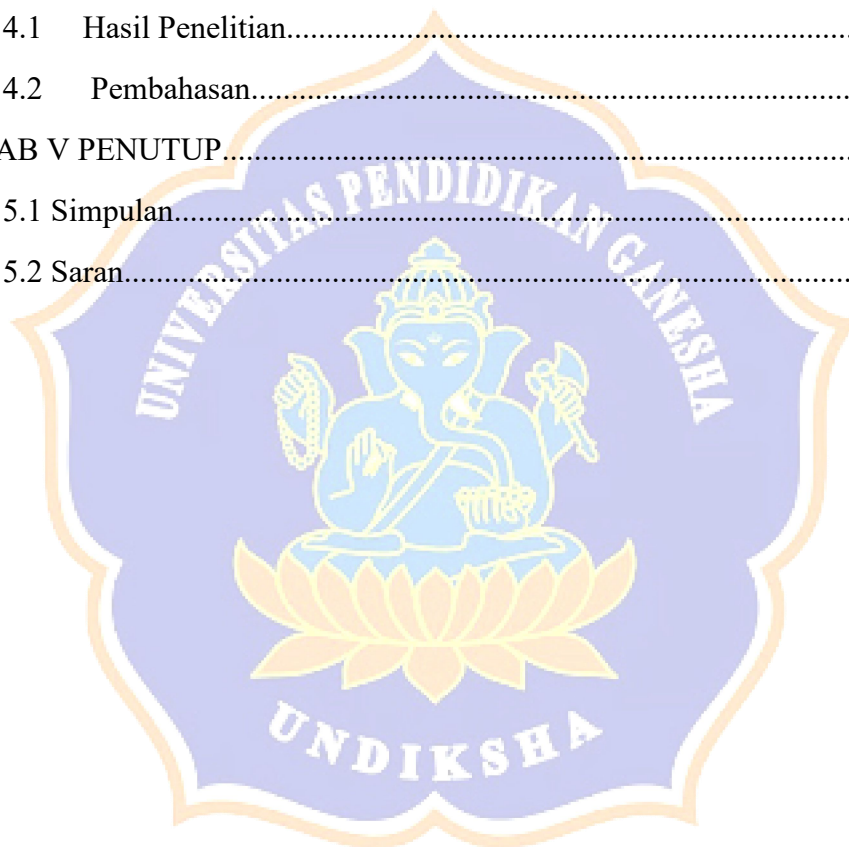 4.1 Hasil Penelitian
4.2 Pembahasan
AB V PENUTUP
5.1 Simpulan
5.2 Saran
UNIVERSITAS PENDIDIKAN GANESHA
UNDIKSHA